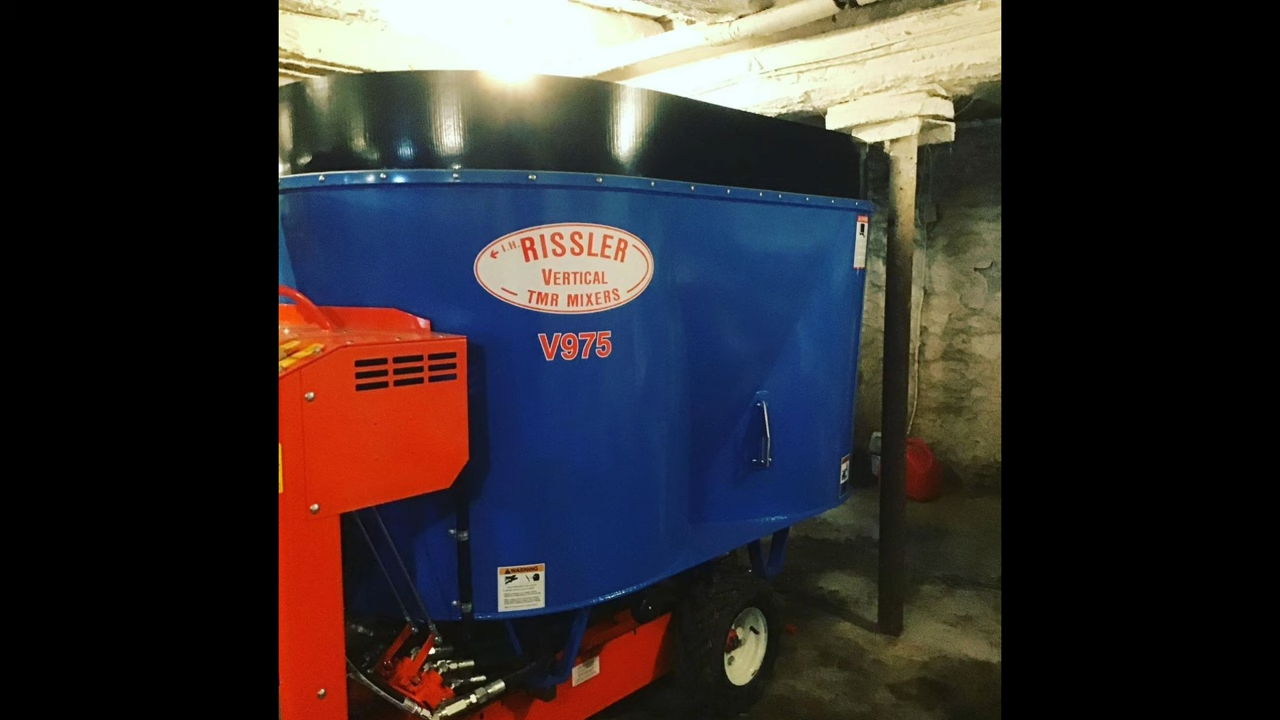 I.H. RISSLER
VERTICAL
TMR MIXERS
V975
WARNING